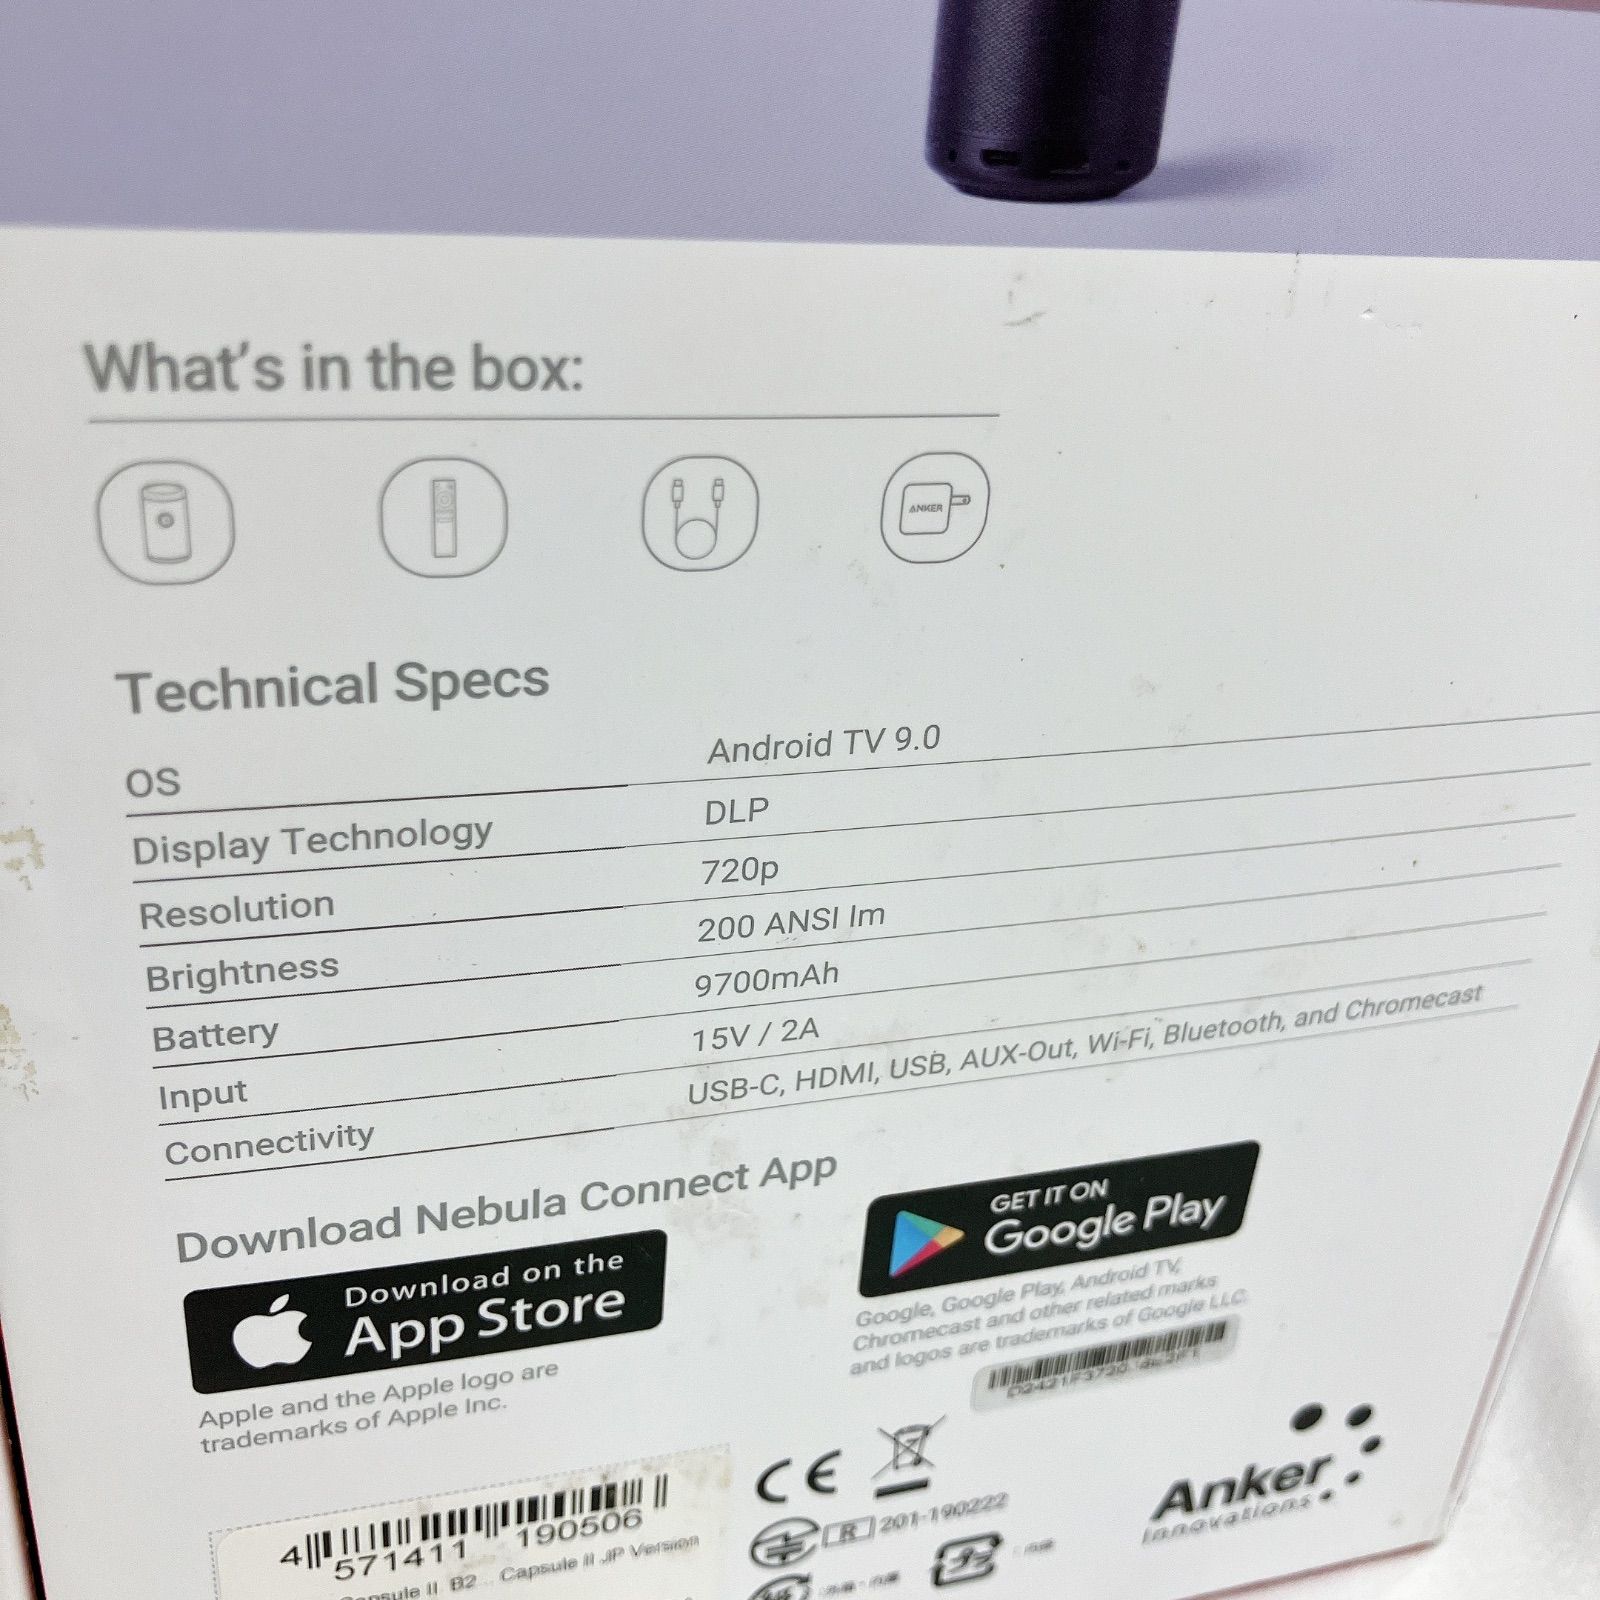 What's in the box:
ANKER
Technical Specs
OS Android TV 9.0
Display Technology DLP
Resolution 720p
Brightness 200 ANSI lm
Battery 9700mAh
Input 15V / 2A
Connectivity USB-C, HDMI, USB, AUX-Out, Wi-Fi, Bluetooth, and Chromecast
Download Nebula Connect App
Download on the
App Store
Apple and the Apple logo are
trademarks of Apple Inc.
GET IT ON
Google Play
Google, Google Play, Android TV,
Chromecast and other related marks
and logos are trademarks of Google LLC.
4 571411 190506
Capsule II B2 Capsule II JP Version
CE
R 201-190222
Anker
Innovations